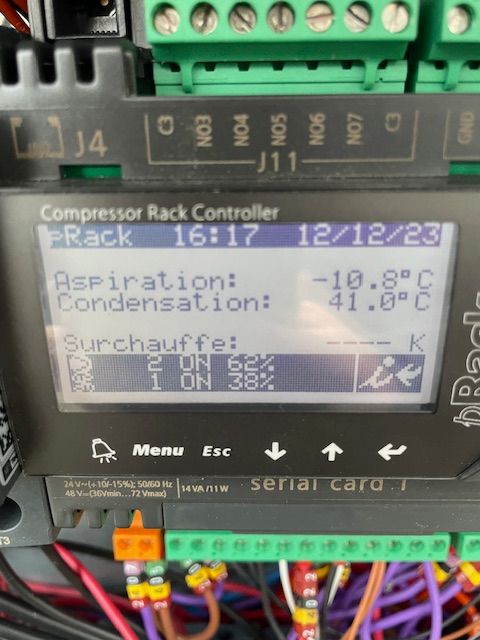 J4
C3 NO3 NO4 NO5 NO6 NO7 C3
J11
GND
Compressor Rack Controller
pRack 16:17 12/12/23
Aspiration: -10.8°C
Condensation: 41.0°C
Surchauffe: ---- K
2 ON 62%
1 ON 38%
pRack
Menu Esc
24 V~(+10/-15%); 50/60 Hz
48 V=(36Vmin...72 Vmax)
14 VA /11 W
serial card 1